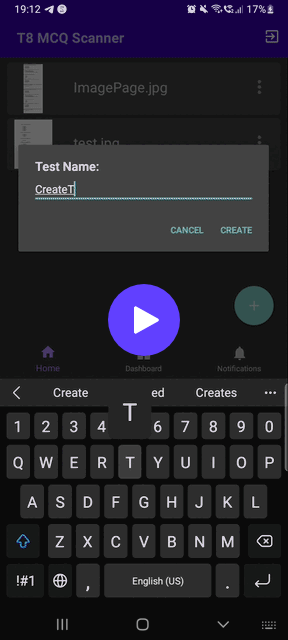 19:12 17%
T8 MCQ Scanner
ImagePage.jpg
test.jpg
Test Name:
CreateT
CANCEL CREATE
Home Dashboard Notifications
Create ed Creates
T
1 2 3 4 6 7 8 9 0
Q W E R T Y U I O P
A S D F G H J K L
Z X C V B N M
!#1 , English (US) .